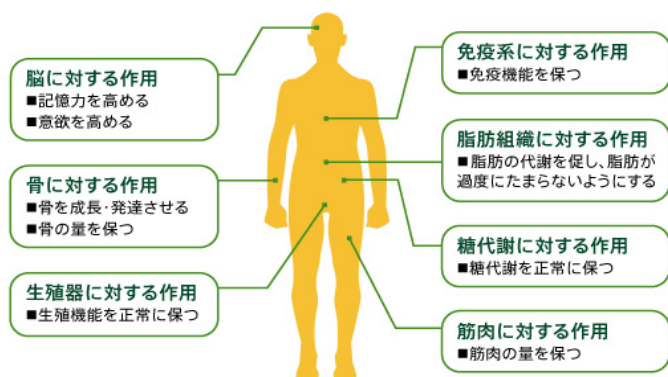 脳に対する作用
■記憶力を高める
■意欲を高める
骨に対する作用
■骨を成長・発達させる
■骨の量を保つ
生殖器に対する作用
■生殖機能を正常に保つ
免疫系に対する作用
■免疫機能を保つ
脂肪組織に対する作用
■脂肪の代謝を促し、脂肪が
過度にたまらないようにする
糖代謝に対する作用
■糖代謝を正常に保つ
筋肉に対する作用
■筋肉の量を保つ